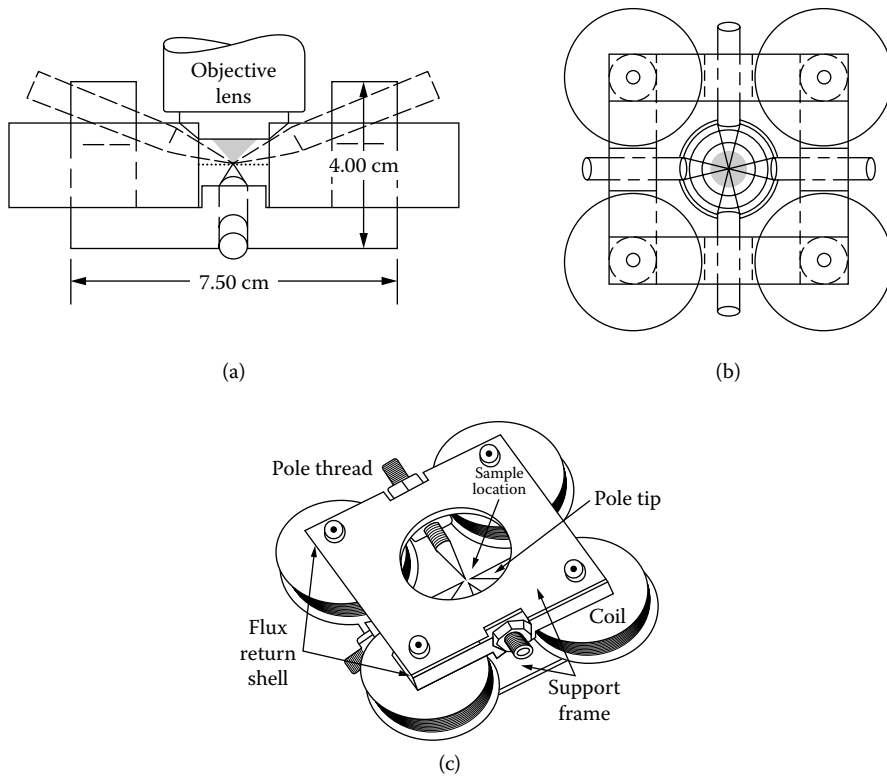 Objective
lens
4.00 cm
7.50 cm
(a)
(b)
Pole thread
Sample
location
Pole tip
Coil
Flux
return
shell
Support
frame
(c)